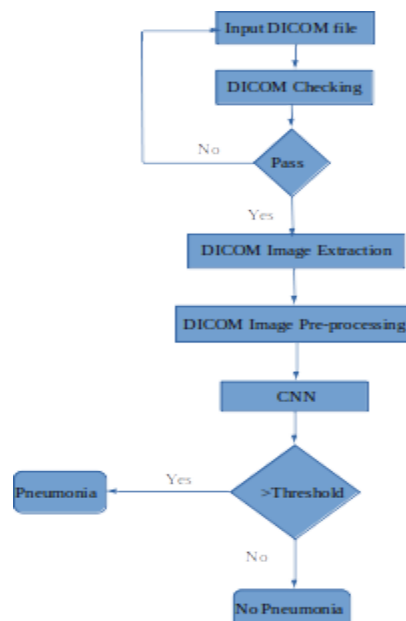 Input DICOM file
DICOM Checking
No
Pass
Yes
DICOM Image Extraction
DICOM Image Pre-processing
CNN
Yes
Pneumonia
>Threshold
No
No Pneumonia